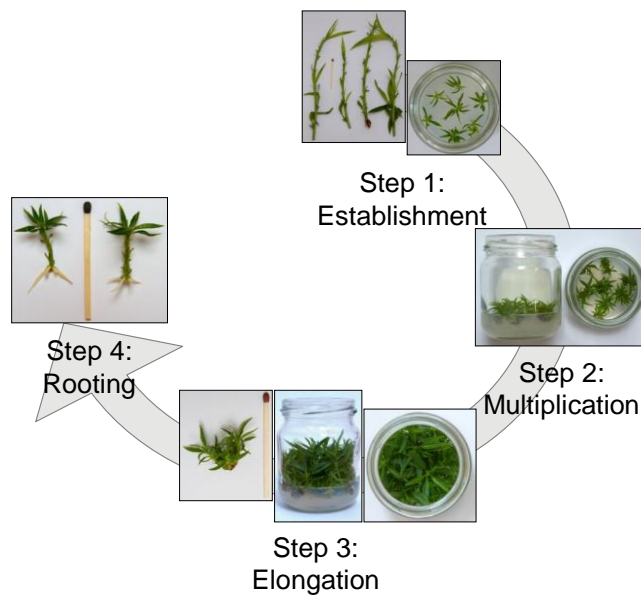 Step 1:
Establishment
Step 2:
Multiplication
Step 3:
Elongation
Step 4:
Rooting